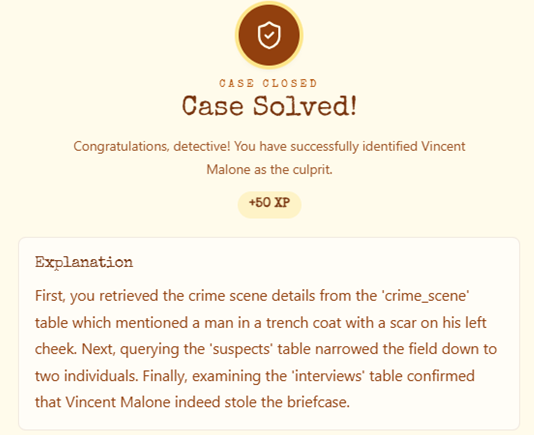 CASE CLOSED
Case Solved!
Congratulations, detective! You have successfully identified Vincent
Malone as the culprit.
+50 XP
Explanation
First, you retrieved the crime scene details from the 'crime_scene'
table which mentioned a man in a trench coat with a scar on his left
cheek. Next, querying the 'suspects' table narrowed the field down to
two individuals. Finally, examining the 'interviews' table confirmed
that Vincent Malone indeed stole the briefcase.